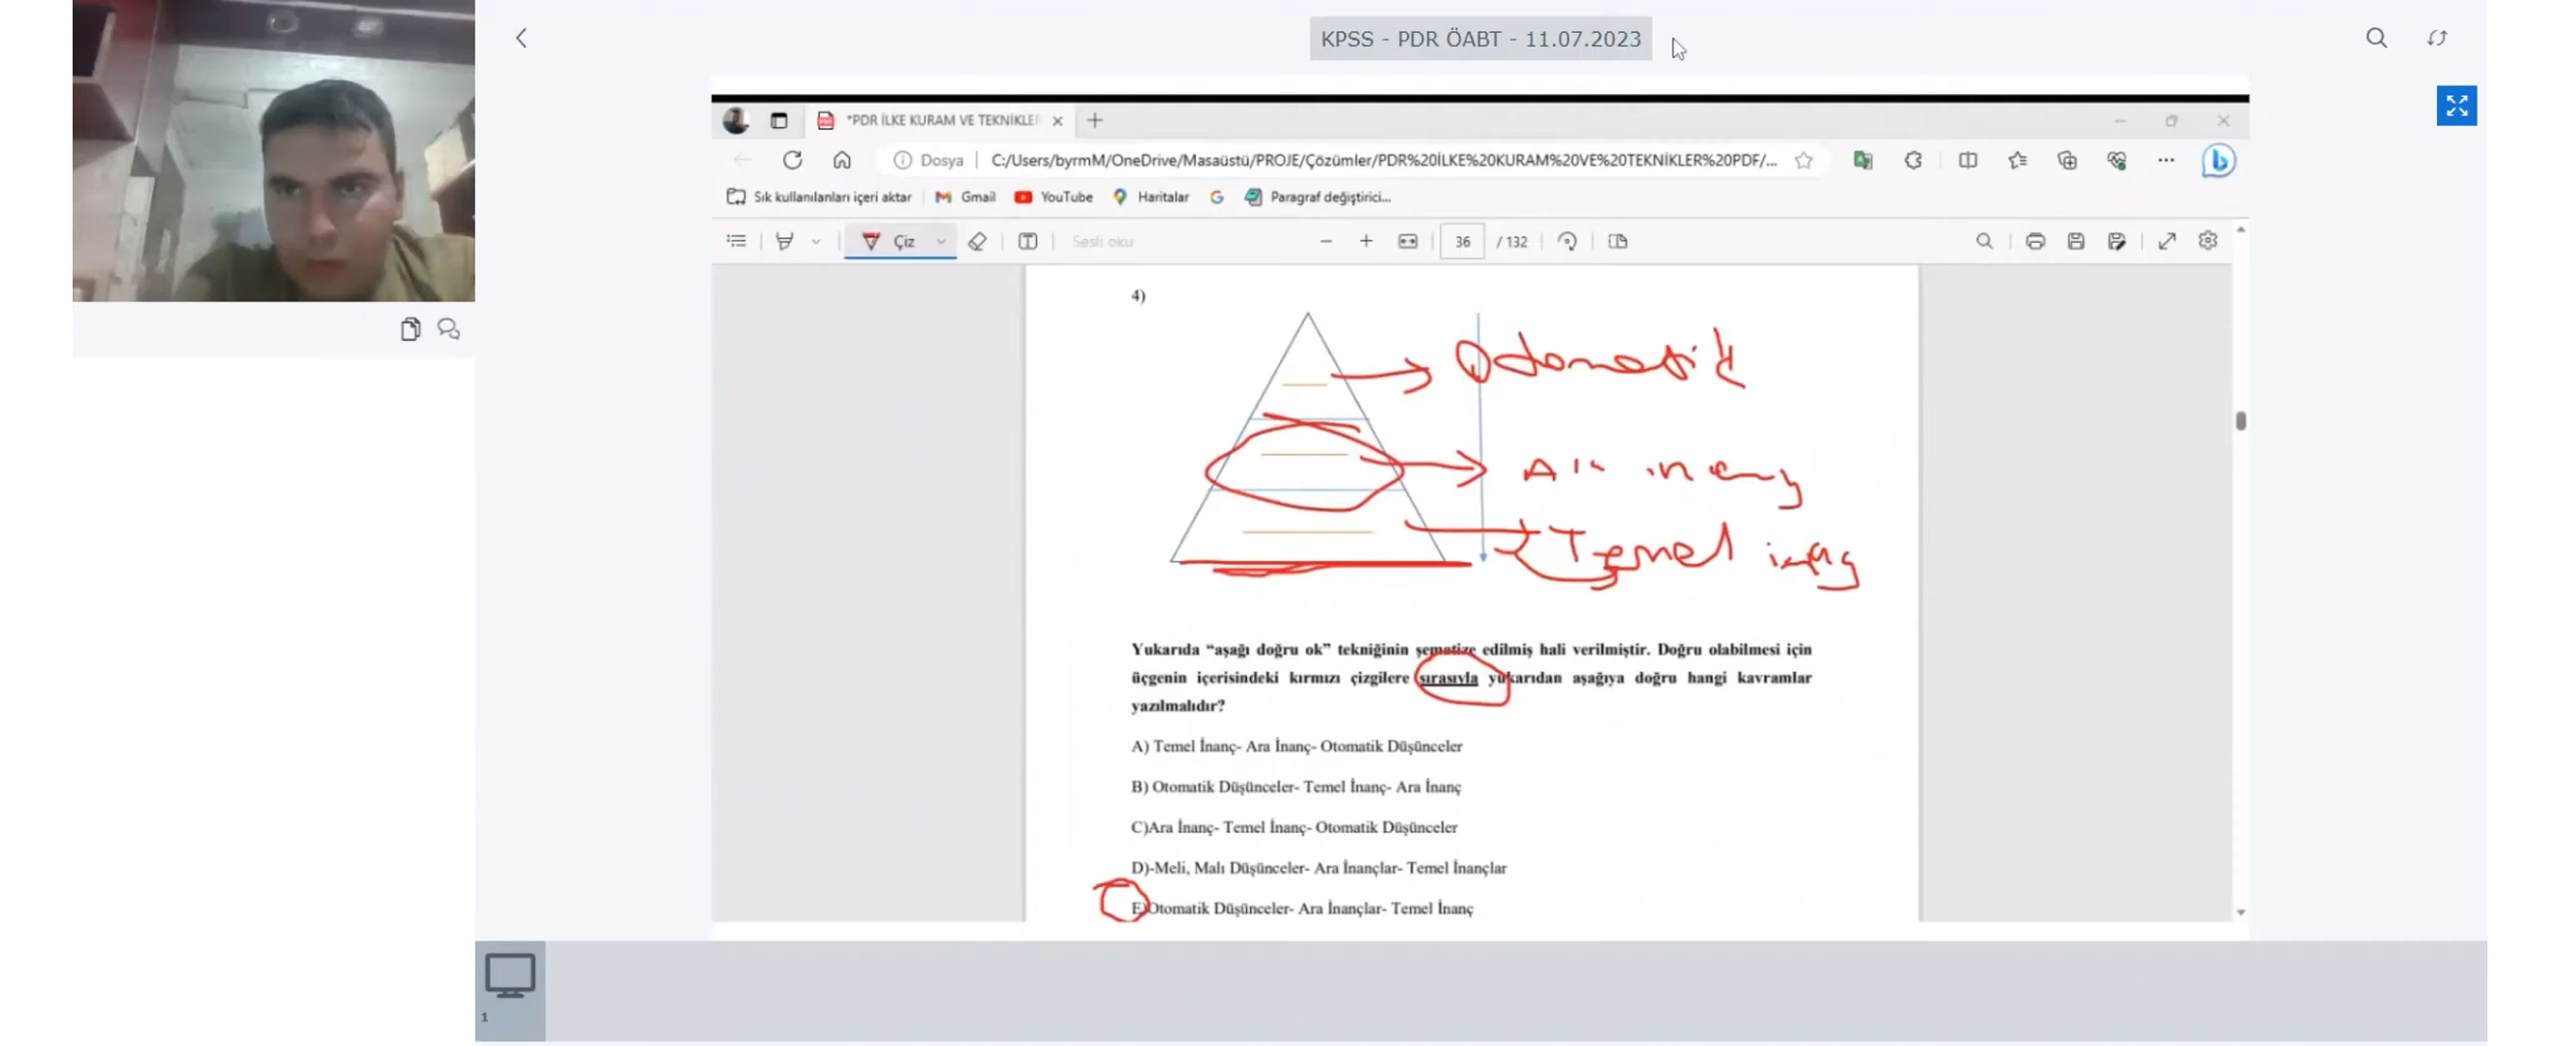 KPSS - PDR ÖABT - 11.07.2023
*PDR İLKE KURAM VE TEKNİKLE
Dosya
C:/Users/byrmM/OneDrive/Masaüstü/PROJE/Çözümler/PDR%20İLKE%20KURAM%20VE%20TEKNİKLER%20PDF/...
Sık kullanılanları içeri aktar
Gmail
YouTube
Haritalar
Paragraf değiştirici...
Çiz
Sesli oku
36 / 132
4)
Otomatik
Temel
Yukarıda “aşağı doğru ok” tekniğinin şematize edilmiş hali verilmiştir. Doğru olabilmesi için
üçgenin içerisindeki kırmızı çizgilere sırasıyla yukarıdan aşağıya doğru hangi kavramlar
yazılmalıdır?
A) Temel İnanç- Ara İnanç- Otomatik Düşünceler
B) Otomatik Düşünceler- Temel İnanç- Ara İnanç
C)Ara İnanç- Temel İnanç- Otomatik Düşünceler
D)-Meli, Malı Düşünceler- Ara İnançlar- Temel İnançlar
E)Otomatik Düşünceler- Ara İnançlar- Temel İnanç
1